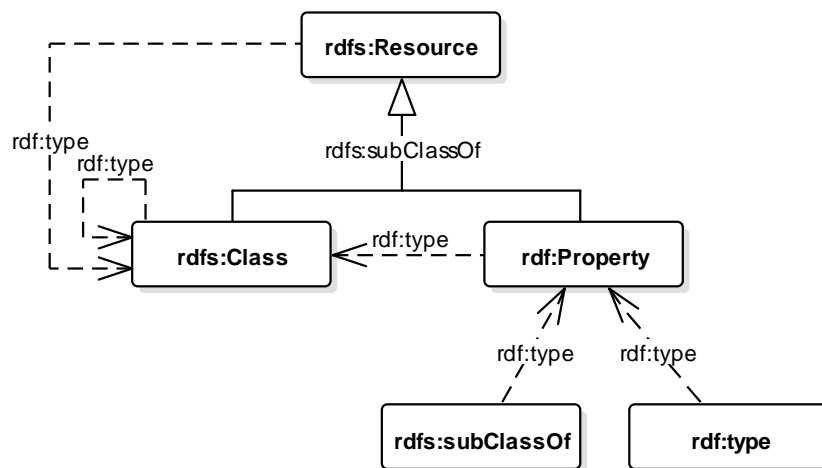 rdfs:Resource
rdf:type
rdf:type
rdfs:subClassOf
rdfs:Class
rdf:type
rdf:Property
rdf:type
rdf:type
rdfs:subClassOf
rdf:type